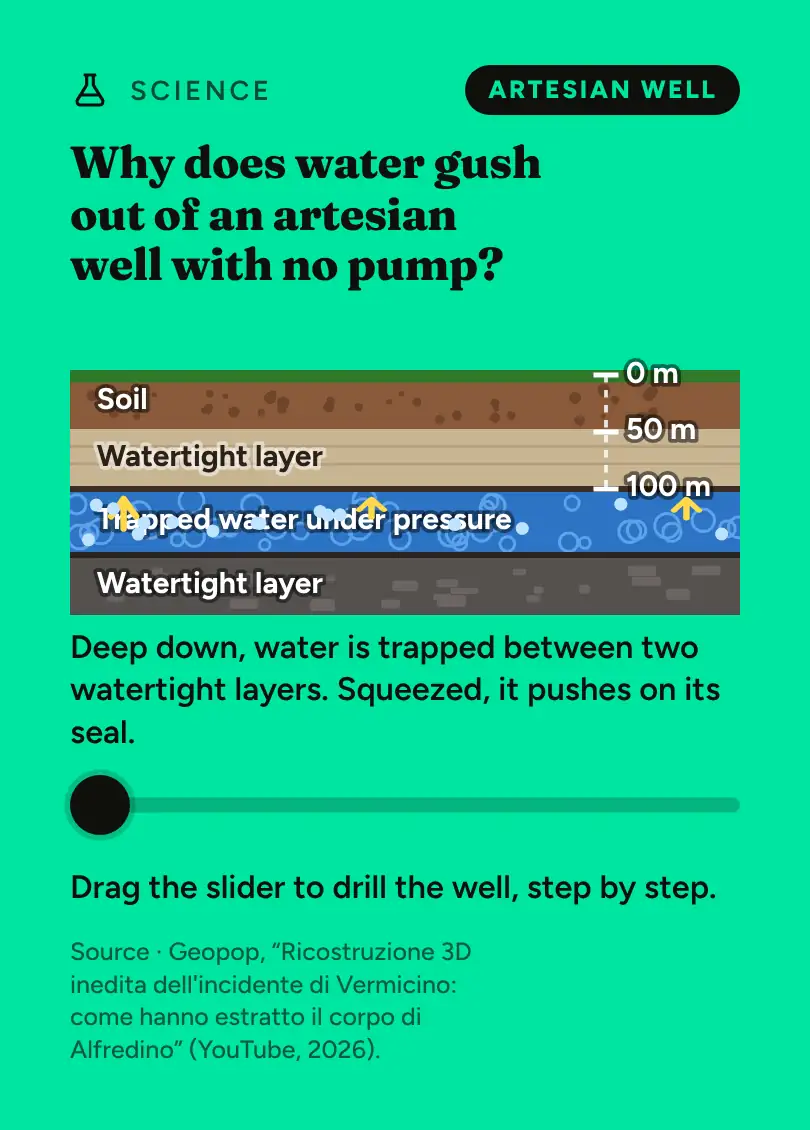 SCIENCE
ARTESIAN WELL
Why does water gush
out of an artesian
well with no pump?
0 m
Soil
50 m
Watertight layer
100 m
Trapped water under pressure
Watertight layer
Deep down, water is trapped between two
watertight layers. Squeezed, it pushes on its
seal.
Drag the slider to drill the well, step by step.
Source · Geopop, “Ricostruzione 3D
inedita dell'incidente di Vermicino:
come hanno estratto il corpo di
Alfredino” (YouTube, 2026).